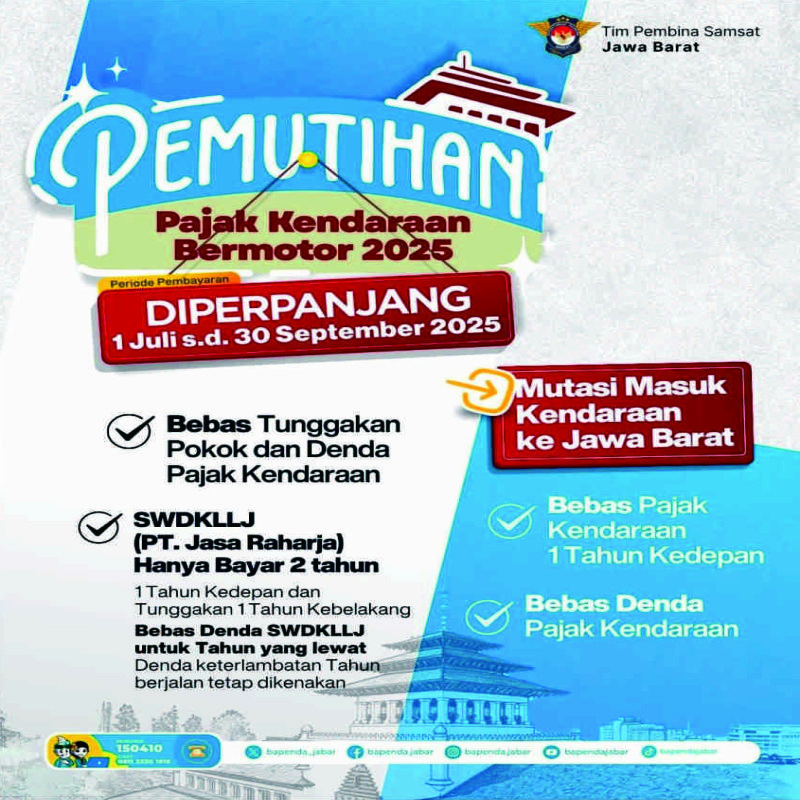 Tim Pembina Samsat
Jawa Barat
PEMUTIHAN
Pajak Kendaraan
Bermotor 2025
Periode Pembayaran
DIPERPANJANG
1 Juli s.d. 30 September 2025
Bebas Tunggakan
Pokok dan Denda
Pajak Kendaraan
SWDKLLJ
(PT. Jasa Raharja)
Hanya Bayar 2 tahun
1 Tahun Kedepan dan
Tunggakan 1 Tahun Kebelakang
Bebas Denda SWDKLLJ
untuk Tahun yang lewat
Denda keterlambatan Tahun
berjalan tetap dikenakan
Mutasi Masuk
Kendaraan
ke Jawa Barat
Bebas Pajak
Kendaraan
1 Tahun Kedepan
Bebas Denda
Pajak Kendaraan
150410
bapenda_jabar
bapenda jabar
bapenda.jabar
bapendajabar
bapendajabar